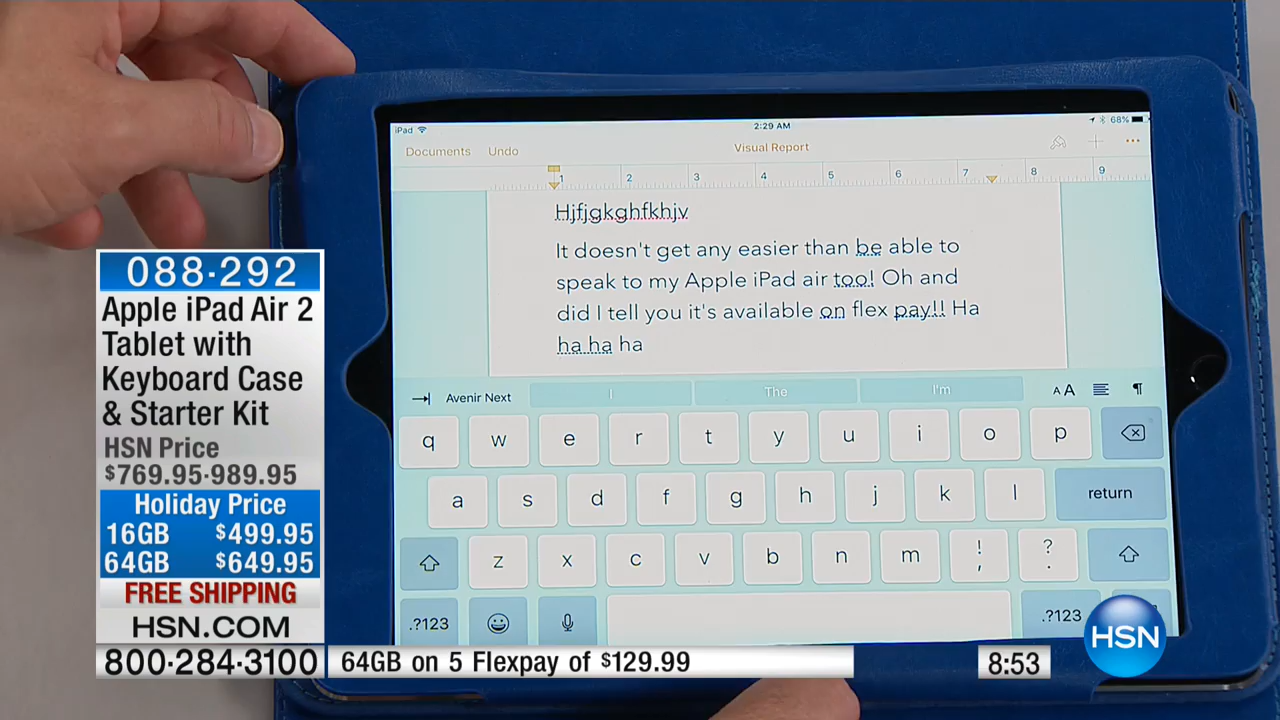 iPad
2:29 AM
68%
Documents Undo
Visual Report
1 2 3 4 5 6 7 8 9
Hjfjgkghfkhjv
It doesn't get any easier than be able to
speak to my Apple iPad air too! Oh and
did I tell you it's available on flex pay!! Ha
ha ha ha
Avenir Next
I The I'm
A A
q w e r t y u i o p
a s d f g h j k l return
z x c v b n m ! , ? .
.?123 .?123
088-292
Apple iPad Air 2
Tablet with
Keyboard Case
& Starter Kit
HSN Price
$769.95-989.95
Holiday Price
16GB $499.95
64GB $649.95
FREE SHIPPING
HSN.COM
800-284-3100
64GB on 5 Flexpay of $129.99
8:53
HSN